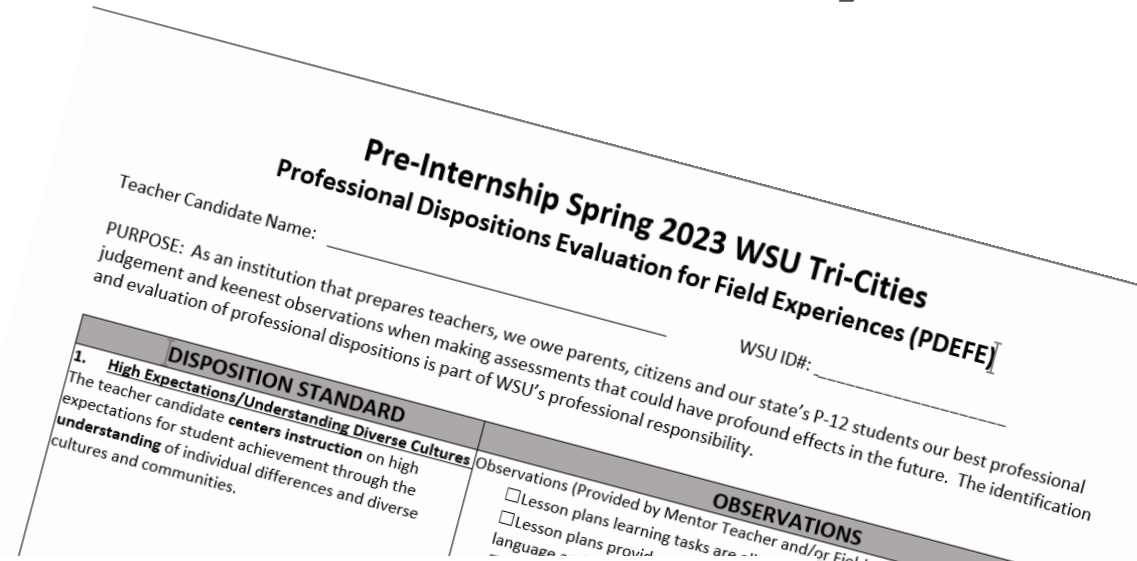 Pre-Internship Spring 2023 WSU Tri-Cities
Professional Dispositions Evaluation for Field Experiences (PDEFE)
Teacher Candidate Name: ______________________ WSU ID#: ______________________
PURPOSE: As an institution that prepares teachers, we owe parents, citizens and our state's P-12 students our best professional
judgement and keenest observations when making assessments that could have profound effects in the future. The identification
and evaluation of professional dispositions is part of WSU's professional responsibility.
DISPOSITION STANDARD
OBSERVATIONS
1. High Expectations/Understanding Diverse Cultures
The teacher candidate centers instruction on high
expectations for student achievement through the
understanding of individual differences and diverse
cultures and communities.
Observations (Provided by Mentor Teacher and/or
☐Lesson plans learning tasks are
☐Lesson plans
language